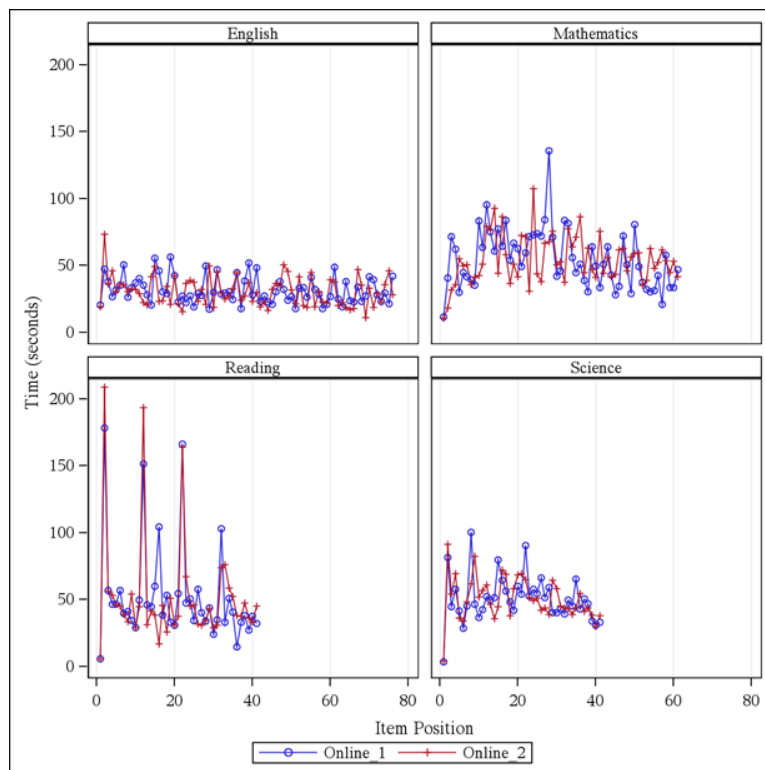 English
Mathematics
200
150
100
50
0
Reading
Science
200
150
100
50
0
Time (seconds)
0 20 40 60 80
0 20 40 60 80
Item Position
Online_1 Online_2